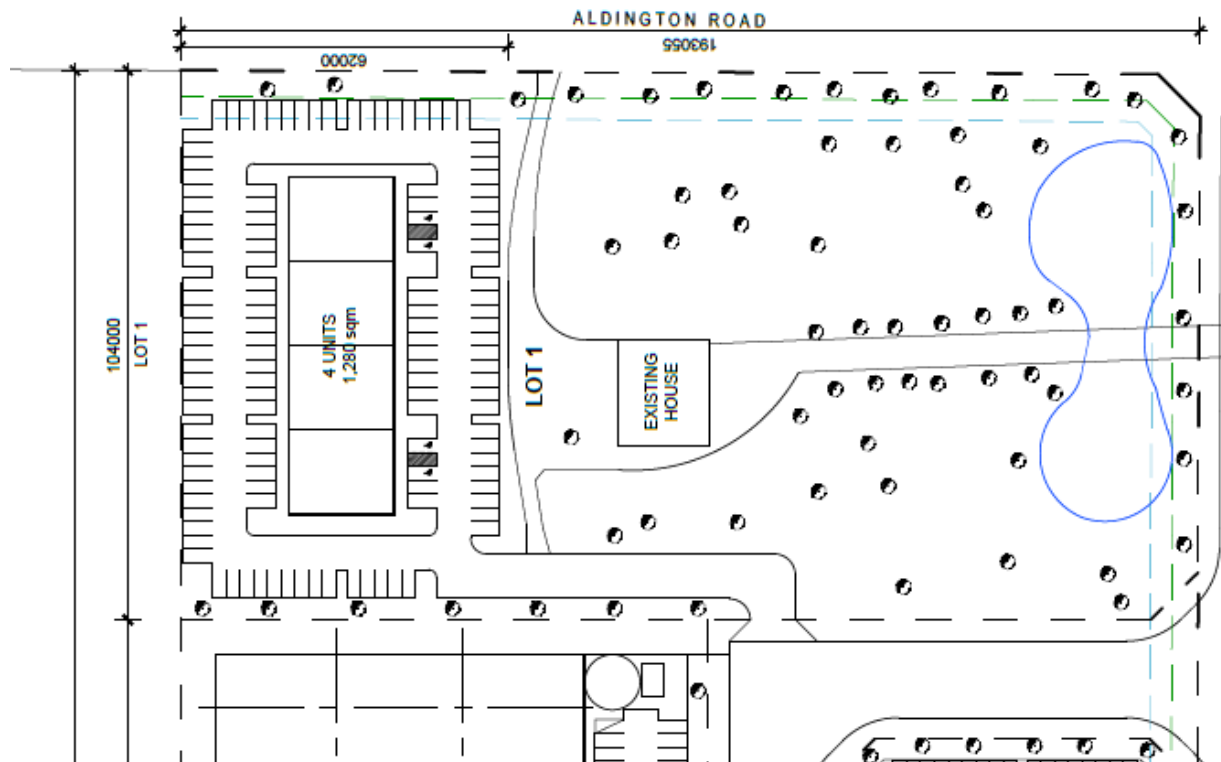 ALDINGTON ROAD
193055
62000
104000
LOT 1
4 UNITS
1,280 sqm
LOT 1
EXISTING
HOUSE